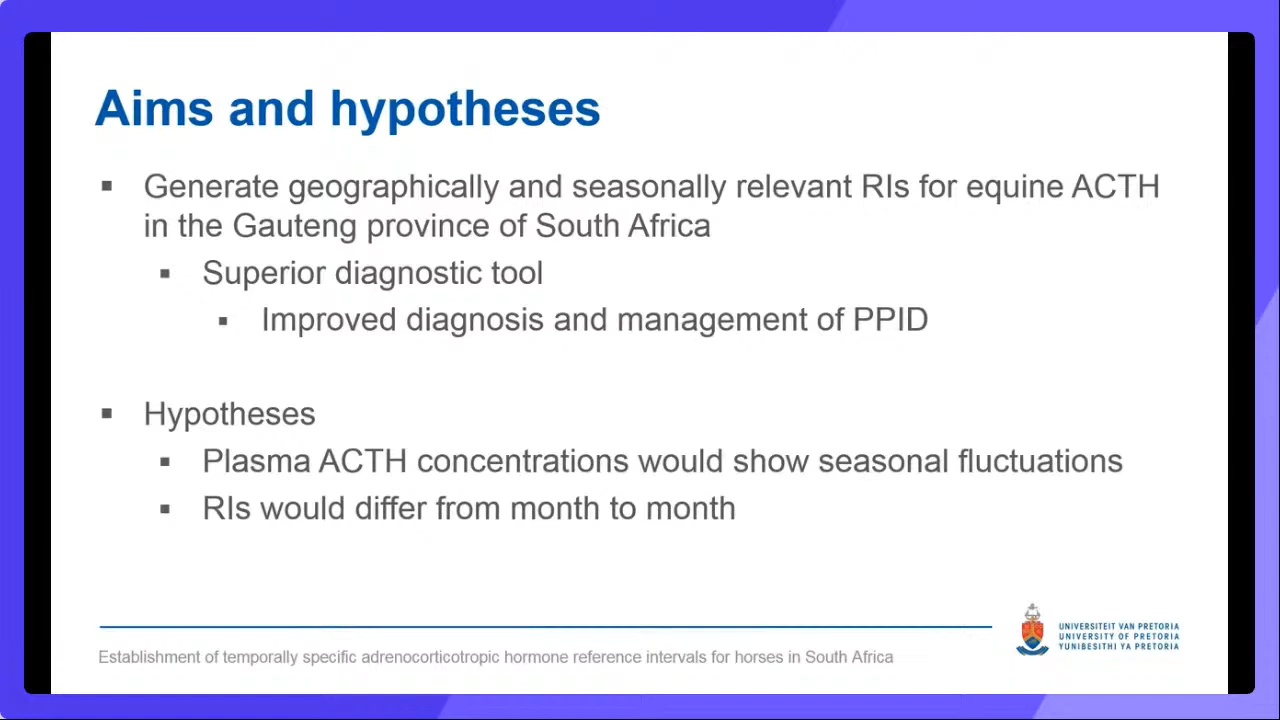 Aims and hypotheses
▪ Generate geographically and seasonally relevant RIs for equine ACTH
in the Gauteng province of South Africa
▪ Superior diagnostic tool
▪ Improved diagnosis and management of PPID
▪ Hypotheses
▪ Plasma ACTH concentrations would show seasonal fluctuations
▪ RIs would differ from month to month
Establishment of temporally specific adrenocorticotropic hormone reference intervals for horses in South Africa
UNIVERSITEIT VAN PRETORIA
UNIVERSITY OF PRETORIA
YUNIBESITHI YA PRETORIA